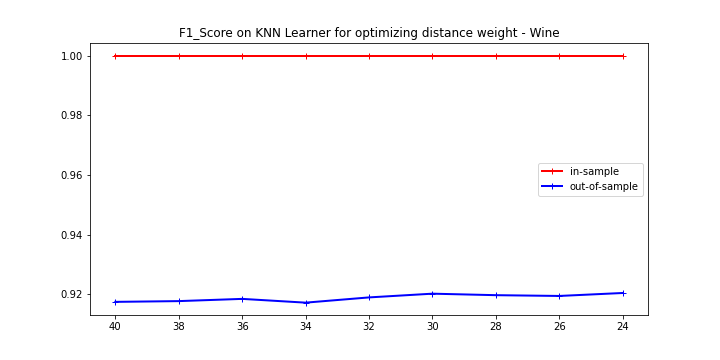 F1_Score on KNN Learner for optimizing distance weight - Wine
1.00
0.98
0.96
0.94
0.92
in-sample
out-of-sample
40 38 36 34 32 30 28 26 24